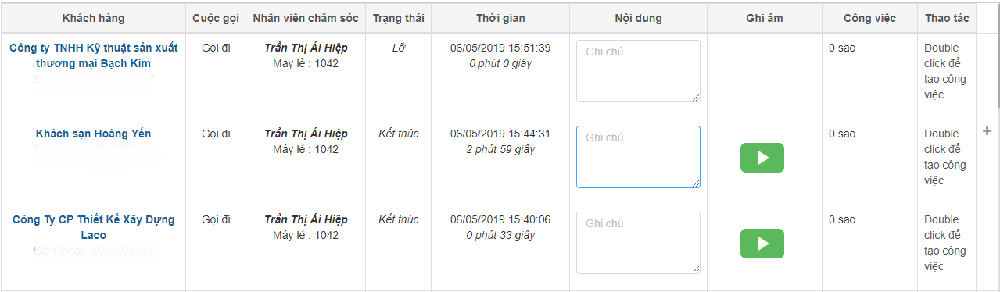 Khách hàng Cuộc gọi Nhân viên chăm sóc Trạng thái Thời gian Nội dung Ghi âm Công việc Thao tác
Công ty TNHH Kỹ thuật sản xuất
thương mại Bạch Kim
Gọi đi
Trần Thị Ái Hiệp
Máy lẻ : 1042
Lỡ
06/05/2019 15:51:39
0 phút 0 giây
Ghi chú
0 sao
Double
click để
tạo công
việc
Khách sạn Hoàng Yến
Gọi đi
Trần Thị Ái Hiệp
Máy lẻ : 1042
Kết thúc
06/05/2019 15:44:31
2 phút 59 giây
Ghi chú
0 sao
Double
click để
tạo công
việc
Công Ty CP Thiết Kế Xây Dựng
Laco
Điện thoại : 0938026977
Gọi đi
Trần Thị Ái Hiệp
Máy lẻ : 1042
Kết thúc
06/05/2019 15:40:06
0 phút 33 giây
Ghi chú
0 sao
Double
click để
tạo công
việc